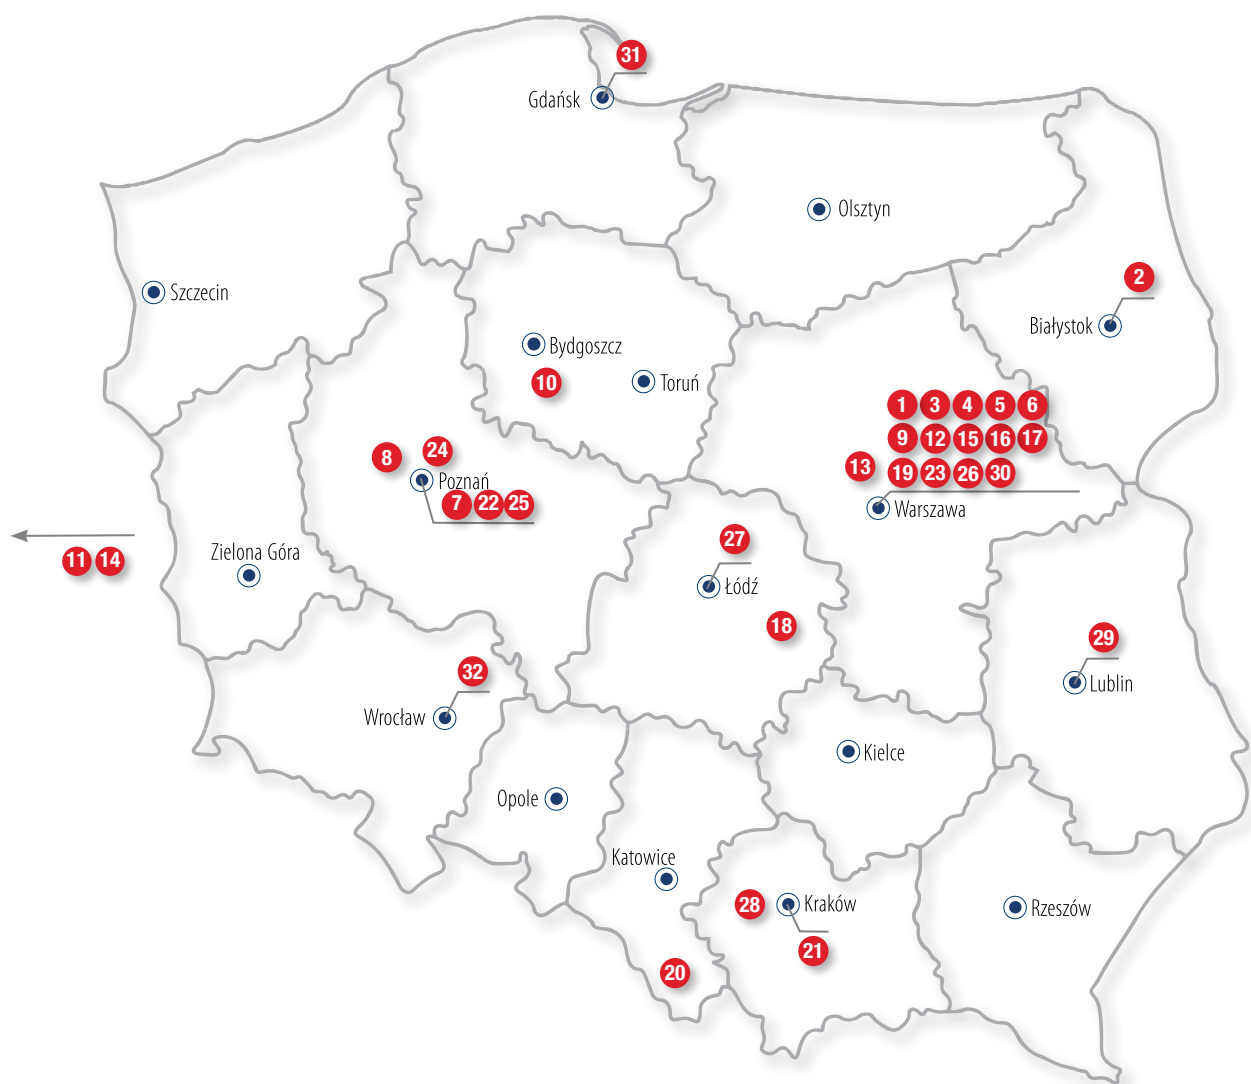 31
Gdańsk
Olsztyn
2
Szczecin
Białystok
Bydgoszcz
10
Toruń
1 3 4 5 6
9 12 15 16 17
13 19 23 26 30
Warszawa
8 24
Poznań
7 22 25
11 14
Zielona Góra
27
Łódź
18
29
Lublin
32
Wrocław
Kielce
Opole
Katowice
28
Kraków
21
Rzeszów
20